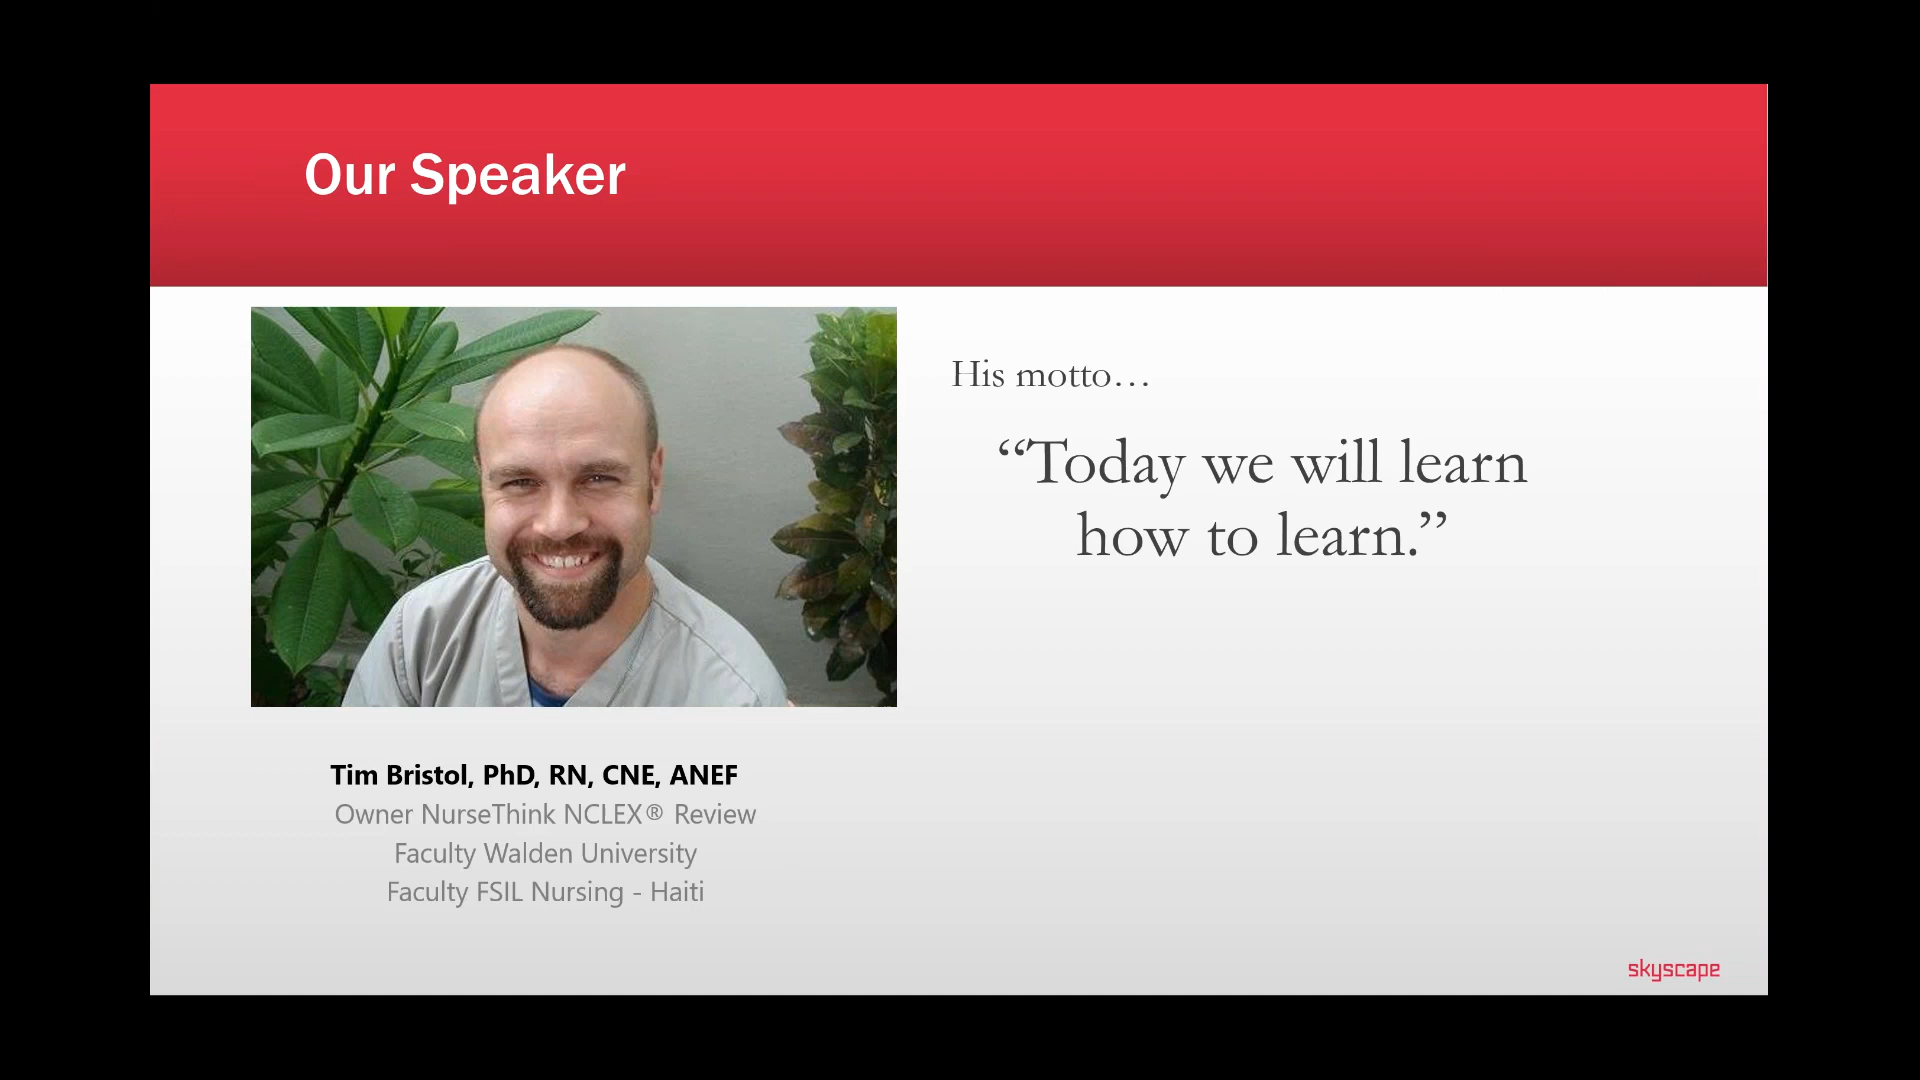 Our Speaker
His motto…
“Today we will learn
how to learn.”
Tim Bristol, PhD, RN, CNE, ANEF
Owner NurseThink NCLEX® Review
Faculty Walden University
Faculty FSIL Nursing - Haiti
skyscape